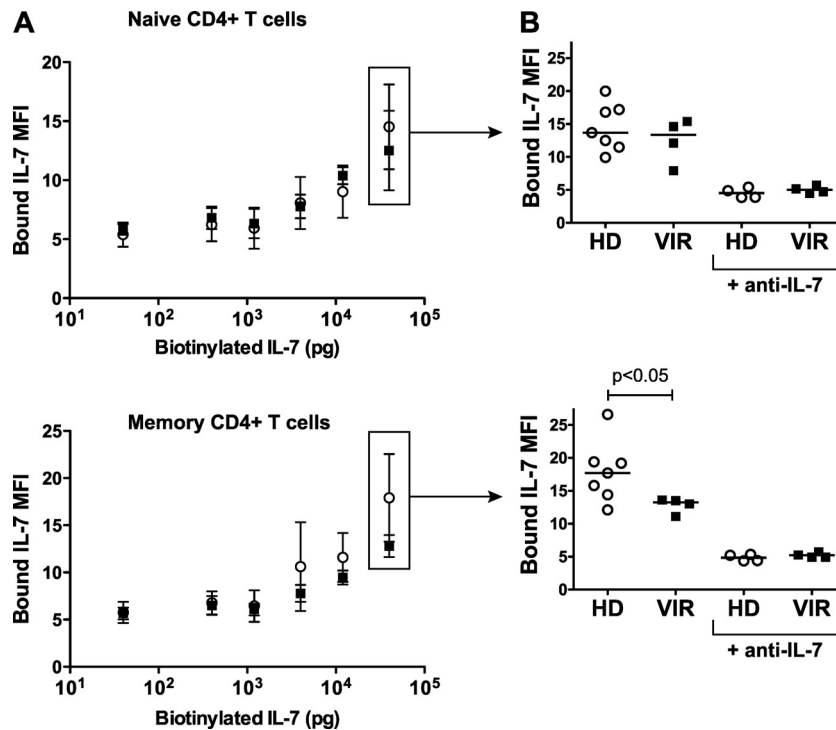 A
Naive CD4+ T cells
Bound IL-7 MFI
20
15
10
5
0
10¹ 10² 10³ 10⁴ 10⁵
Biotinylated IL-7 (pg)
B
Bound IL-7 MFI
25
20
15
10
5
0
HD VIR HD VIR
+ anti-IL-7
Memory CD4+ T cells
Bound IL-7 MFI
25
20
15
10
5
0
10¹ 10² 10³ 10⁴ 10⁵
Biotinylated IL-7 (pg)
p<0.05
Bound IL-7 MFI
25
20
15
10
5
0
HD VIR HD VIR
+ anti-IL-7